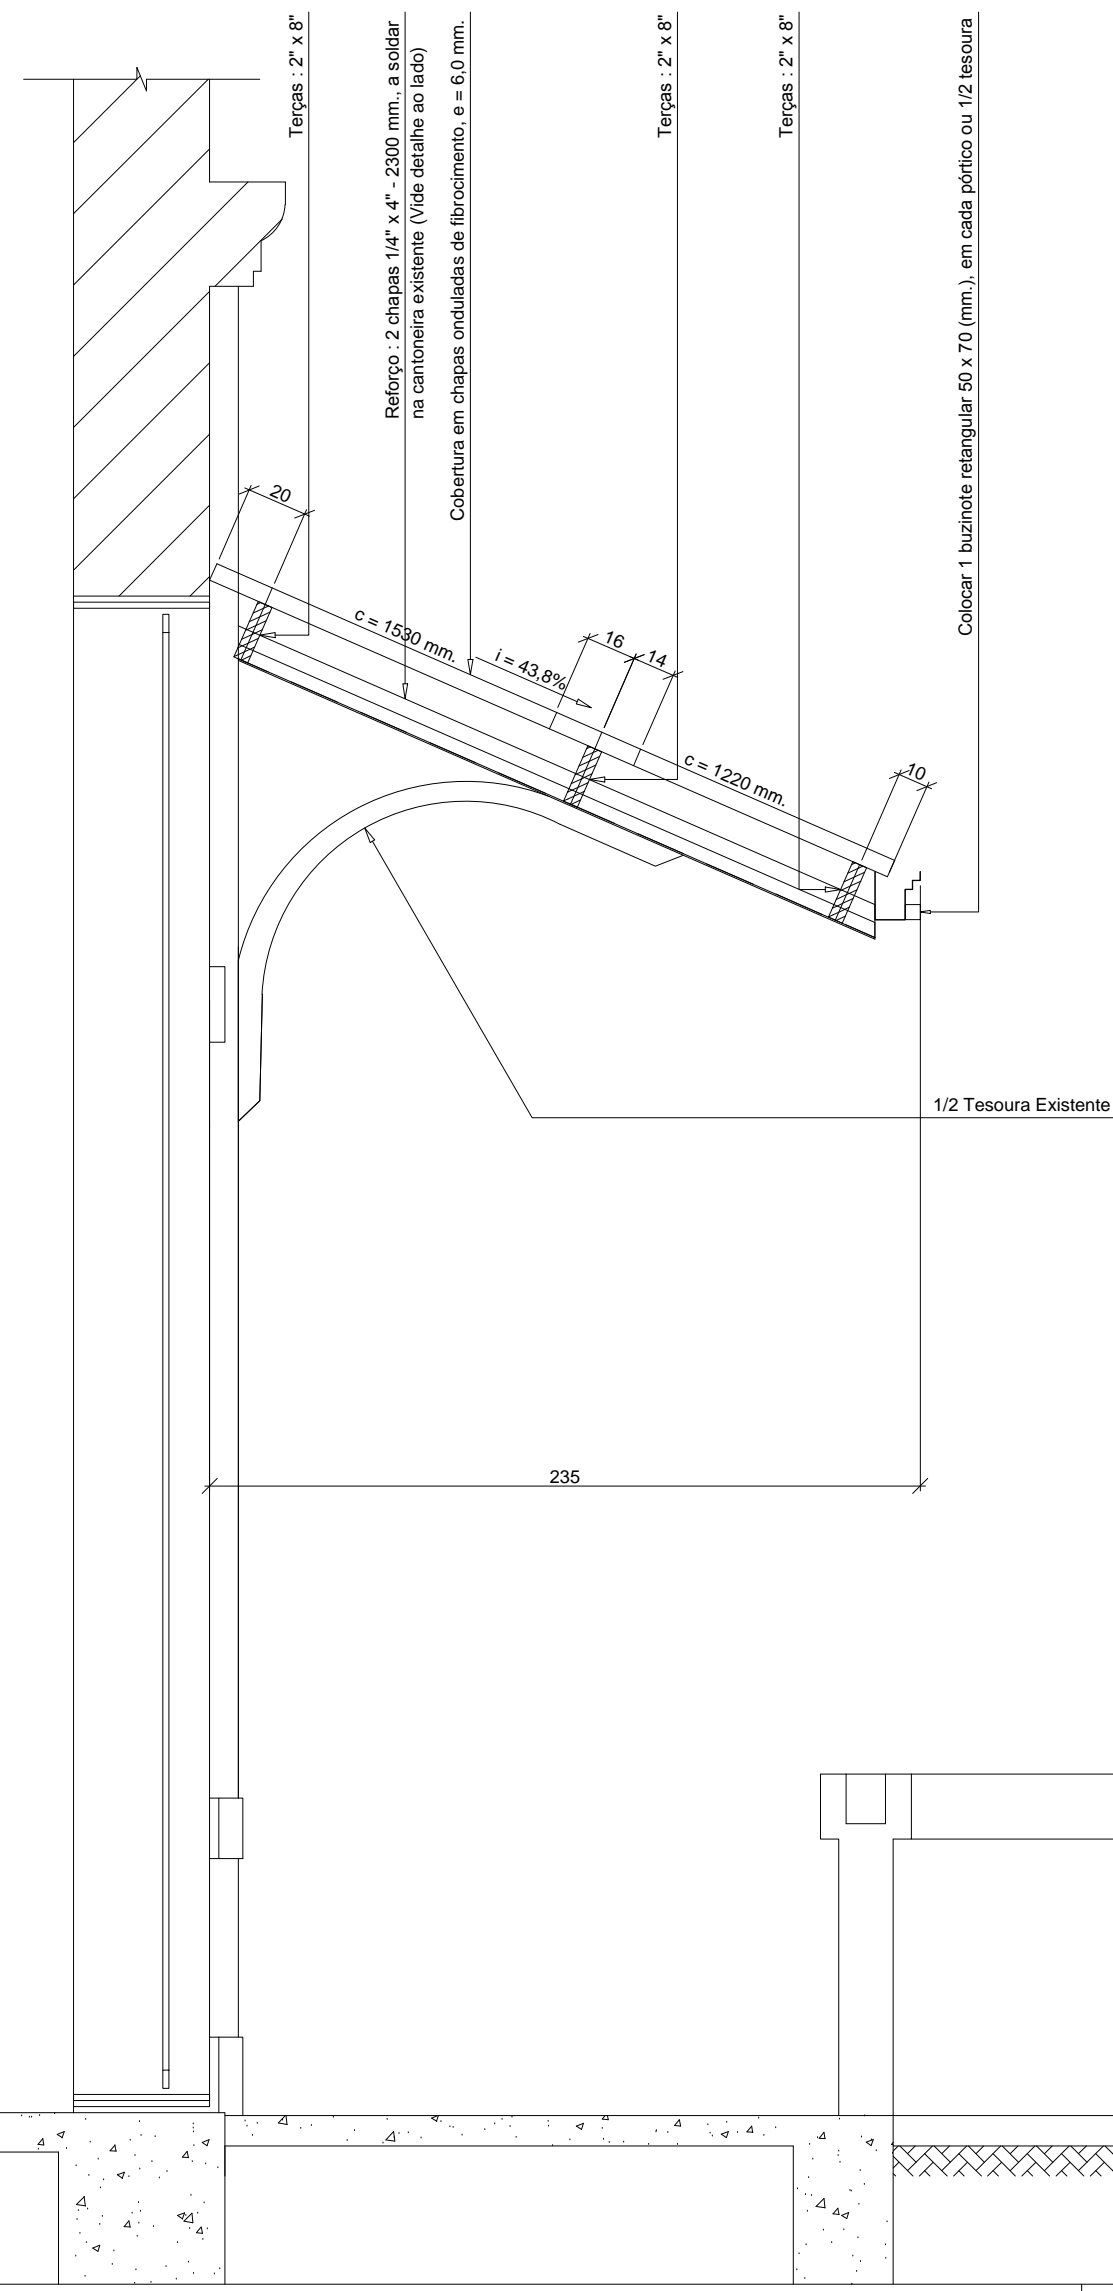 Terças : 2" x 8"
Reforço : 2 chapas 1/4" x 4" - 2300 mm., a soldar
na cantoneira existente (Vide detalhe ao lado)
Cobertura em chapas onduladas de fibrocimento, e = 6,0 mm.
Terças : 2" x 8"
Terças : 2" x 8"
Colocar 1 buzinote retangular 50 x 70 (mm.), em cada pórtico ou 1/2 tesoura
20
c = 1530 mm.
i = 43,8%
16
14
c = 1220 mm.
10
1/2 Tesoura Existente
235